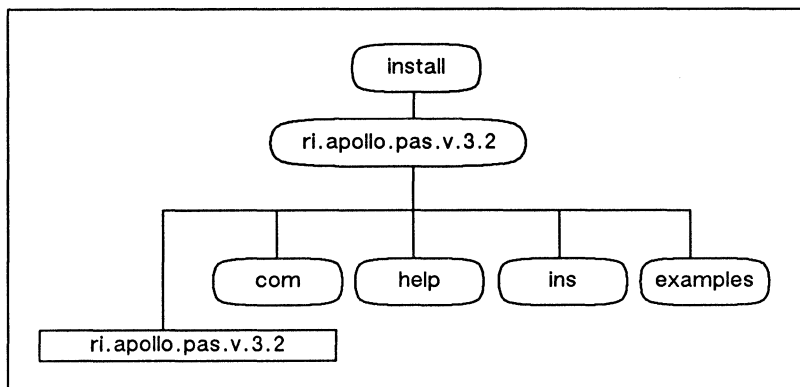 install
ri.apollo.pas.v.3.2
com
help
ins
examples
ri.apollo.pas.v.3.2